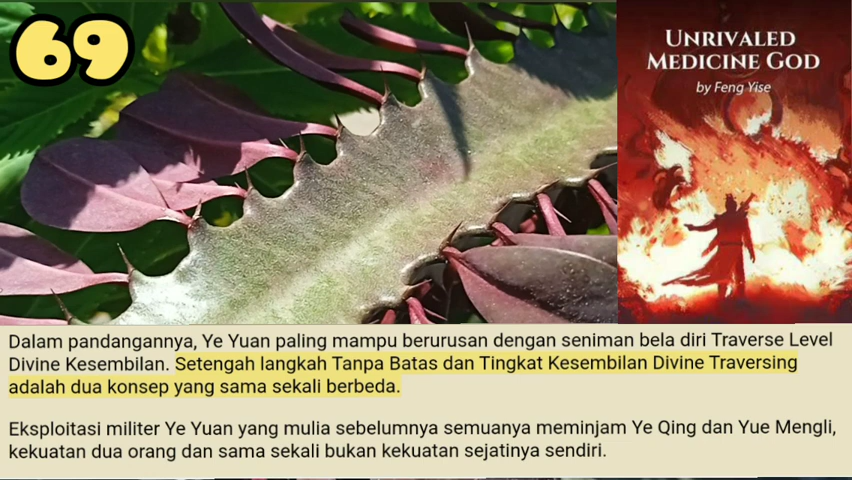 69
UNRIVALED
MEDICINE GOD
by Feng Yise
Dalam pandangannya, Ye Yuan paling mampu berurusan dengan seniman bela diri Traverse Level
Divine Kesembilan. Setengah langkah Tanpa Batas dan Tingkat Kesembilan Divine Traversing
adalah dua konsep yang sama sekali berbeda.
Eksploitasi militer Ye Yuan yang mulia sebelumnya semuanya meminjam Ye Qing dan Yue Mengli,
kekuatan dua orang dan sama sekali bukan kekuatan sejatinya sendiri.